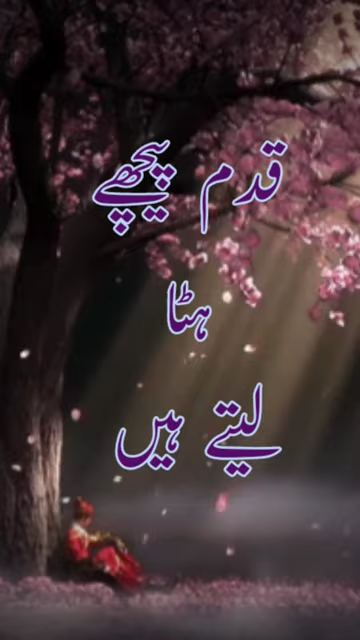 قدم پیچھے
ہٹا
لیتے ہیں